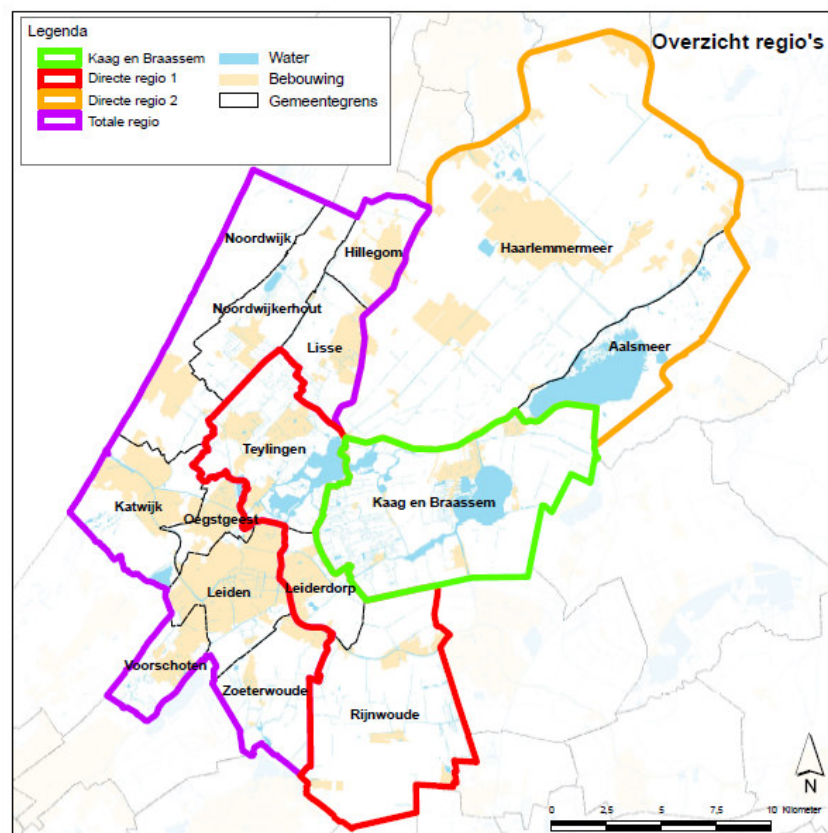 Overzicht regio's
Legenda
Kaag en Braassem
Directe regio 1
Directe regio 2
Totale regio
Water
Bebouwing
Gemeentegrens
Noordwijk
Hillegom
Haarlemmermeer
Noordwijkerhout
Lisse
Aalsmeer
Teylingen
Kaag en Braassem
Katwijk
Oegstgeest
Leiden
Leiderdorp
Voorschoten
Zoeterwoude
Rijnwoude
N
0 2,5 5 7,5 10 Kilometer